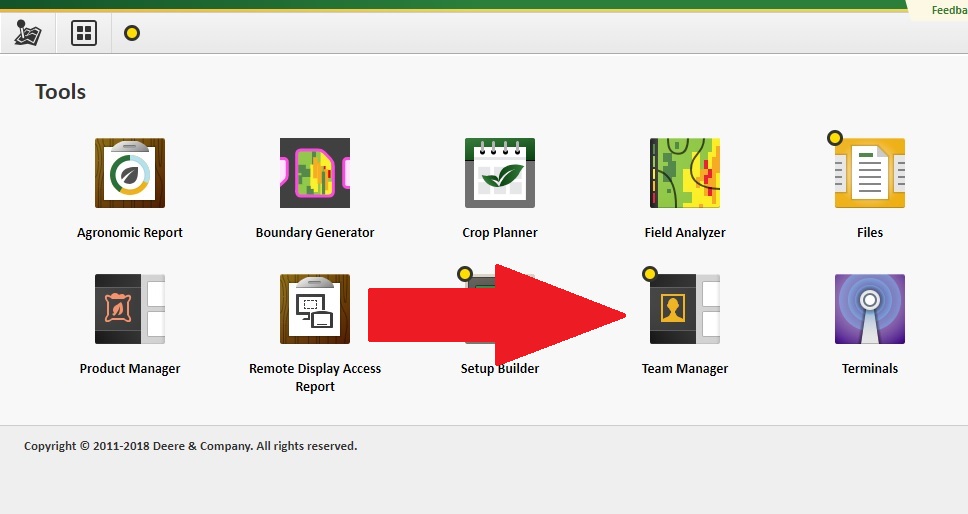 Feedba
Tools
Agronomic Report
Boundary Generator
Crop Planner
Field Analyzer
Files
Product Manager
Remote Display Access
Report
Setup Builder
Team Manager
Terminals
Copyright © 2011-2018 Deere & Company. All rights reserved.